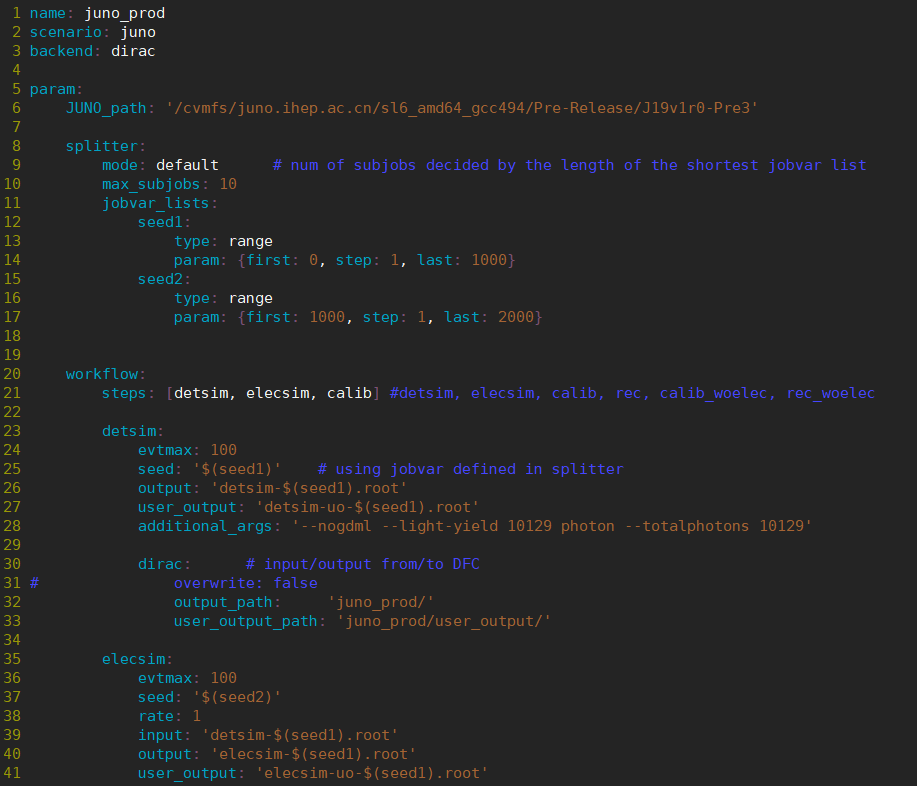 1 name: juno_prod
2 scenario: juno
3 backend: dirac
4
5 param:
6     JUNO_path: '/cvmfs/juno.ihep.ac.cn/sl6_amd64_gcc494/Pre-Release/J19v1r0-Pre3'
7
8     splitter:
9         mode: default      # num of subjobs decided by the length of the shortest jobvar list
10         max_subjobs: 10
11         jobvar_lists:
12             seed1:
13                 type: range
14                 param: {first: 0, step: 1, last: 1000}
15             seed2:
16                 type: range
17                 param: {first: 1000, step: 1, last: 2000}
18
19
20     workflow:
21         steps: [detsim, elecsim, calib] #detsim, elecsim, calib, rec, calib_woelec, rec_woelec
22
23         detsim:
24             evtmax: 100
25             seed: '$(seed1)'    # using jobvar defined in splitter
26             output: 'detsim-$(seed1).root'
27             user_output: 'detsim-uo-$(seed1).root'
28             additional_args: '--nogdml --light-yield 10129 photon --totalphotons 10129'
29
30             dirac:      # input/output from/to DFC
31 #               overwrite: false
32                 output_path:     'juno_prod/'
33                 user_output_path: 'juno_prod/user_output/'
34
35         elecsim:
36             evtmax: 100
37             seed: '$(seed2)'
38             rate: 1
39             input: 'detsim-$(seed1).root'
40             output: 'elecsim-$(seed1).root'
41             user_output: 'elecsim-uo-$(seed1).root'